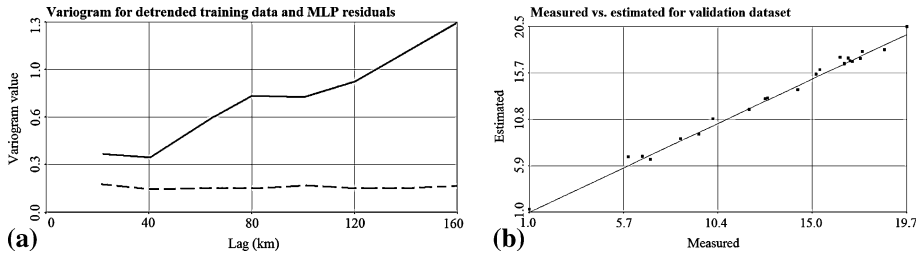 Variogram for detrended training data and MLP residuals
1.3
1.0
0.6
0.3
0.0
Variogram value
0 40 80 120 160
Lag (km)
(a)
Measured vs. estimated for validation dataset
20.5
15.7
10.8
5.9
1.0
Estimated
1.0 5.7 10.4 15.0 19.7
Measured
(b)